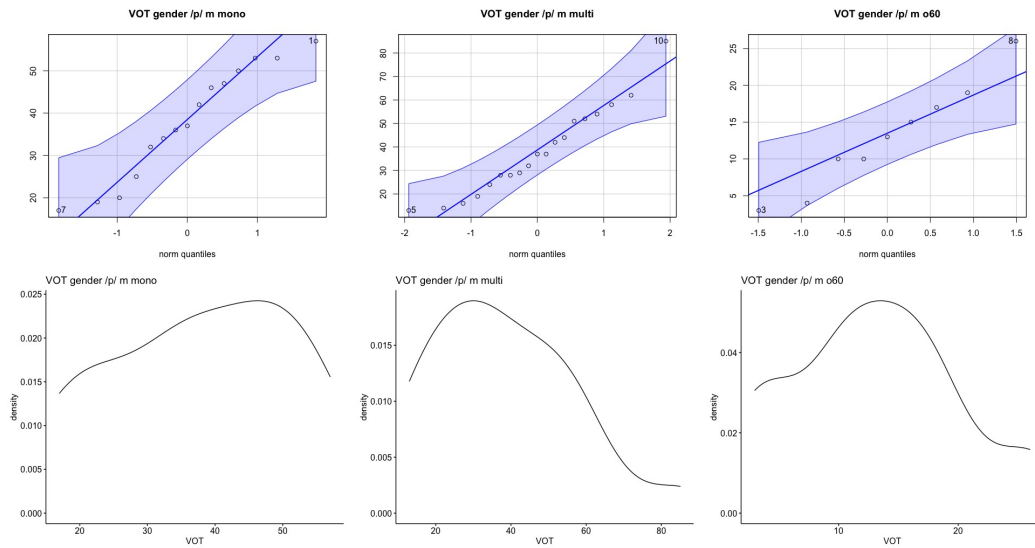 VOT gender /p/ m mono
VOT gender /p/ m multi
VOT gender /p/ m o60
50
40
30
20
1
7
-1 0 1
norm quantiles
80
70
60
50
40
30
20
10
5
-2 -1 0 1 2
norm quantiles
25
20
15
10
5
8
3
-1.5 -1.0 -0.5 0.0 0.5 1.0 1.5
norm quantiles
VOT gender /p/ m mono
0.025
0.020
0.015
0.010
0.005
0.000
density
20 30 40 50
VOT
VOT gender /p/ m multi
0.015
0.010
0.005
0.000
density
20 40 60 80
VOT
VOT gender /p/ m o60
0.04
0.02
0.00
density
10 20
VOT